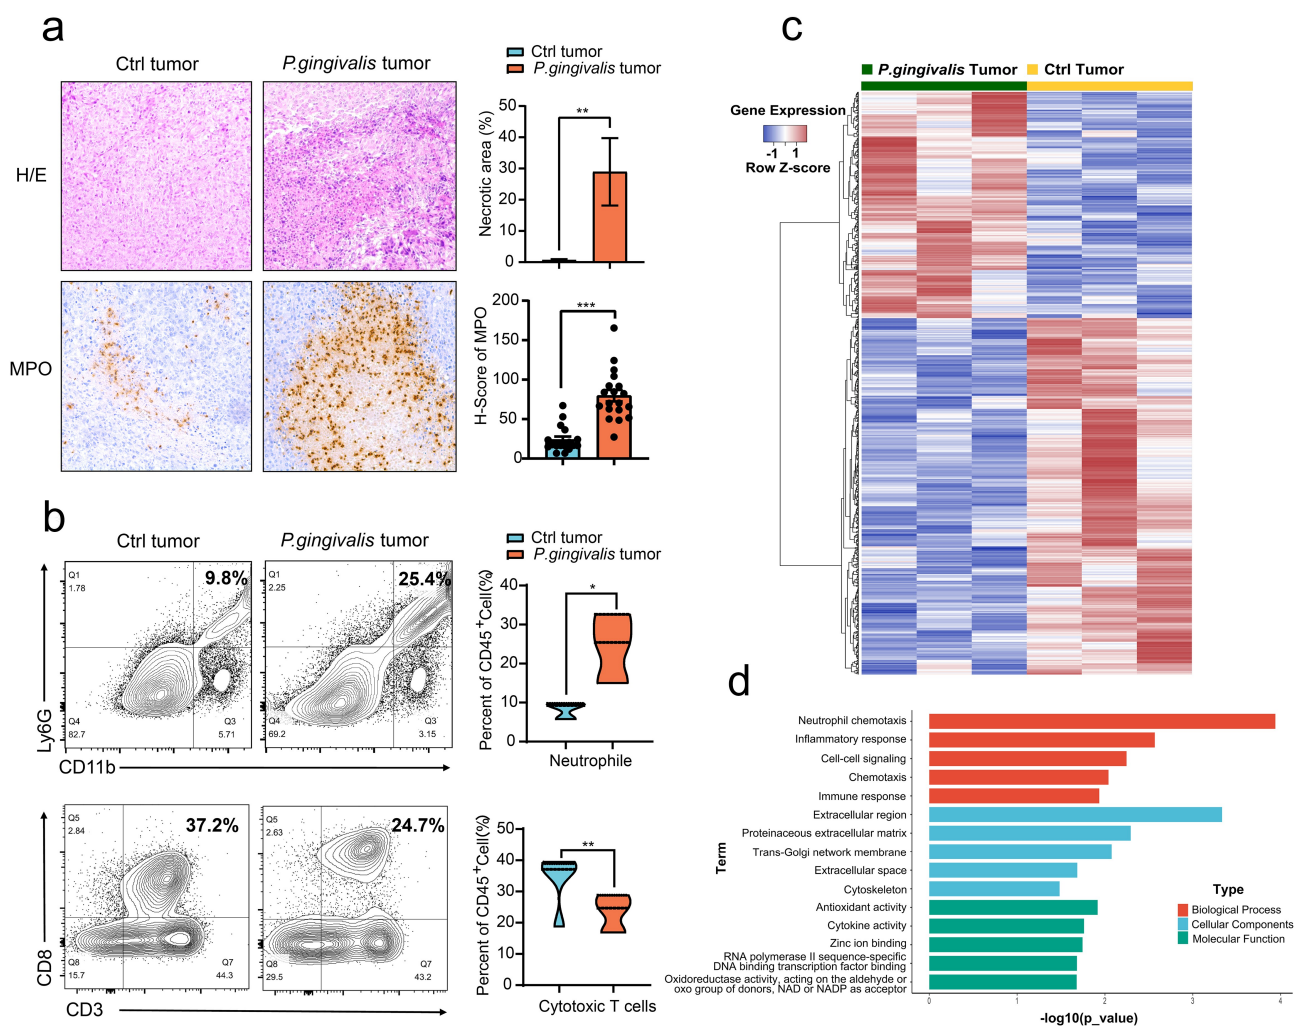 a
Ctrl tumor
P.gingivalis tumor
H/E
MPO
Ctrl tumor
P.gingivalis tumor
Necrotic area (%)
50
40
30
20
10
0
**
H-Score of MPO
200
150
100
50
0
***
b
Ctrl tumor
P.gingivalis tumor
Q1
1.78
9.8%
Q4
82.7
Q3
5.71
Q1
2.25
25.4%
Q4
69.2
Q3
3.15
Ly6G
CD11b
Ctrl tumor
P.gingivalis tumor
Percent of CD45+Cell(%)
40
30
20
10
0
*
Neutrophile
Q5
2.84
37.2%
Q8
15.7
Q7
44.3
Q5
2.63
24.7%
Q8
29.5
Q7
43.2
CD8
CD3
Percent of CD45+Cell(%)
50
40
30
20
10
0
**
Cytotoxic T cells
c
P.gingivalis Tumor
Ctrl Tumor
Gene Expression
-1 1
Row Z-score
d
Term
Neutrophil chemotaxis
Inflammatory response
Cell-cell signaling
Chemotaxis
Immune response
Extracellular region
Proteinaceous extracellular matrix
Trans-Golgi network membrane
Extracellular space
Cytoskeleton
Antioxidant activity
Cytokine activity
Zinc ion binding
RNA polymerase II sequence-specific
DNA binding transcription factor binding
Oxidoreductase activity, acting on the aldehyde or
oxo group of donors, NAD or NADP as acceptor
0 1 2 3 4
-log10(p_value)
Type
Biological Process
Cellular Components
Molecular Function